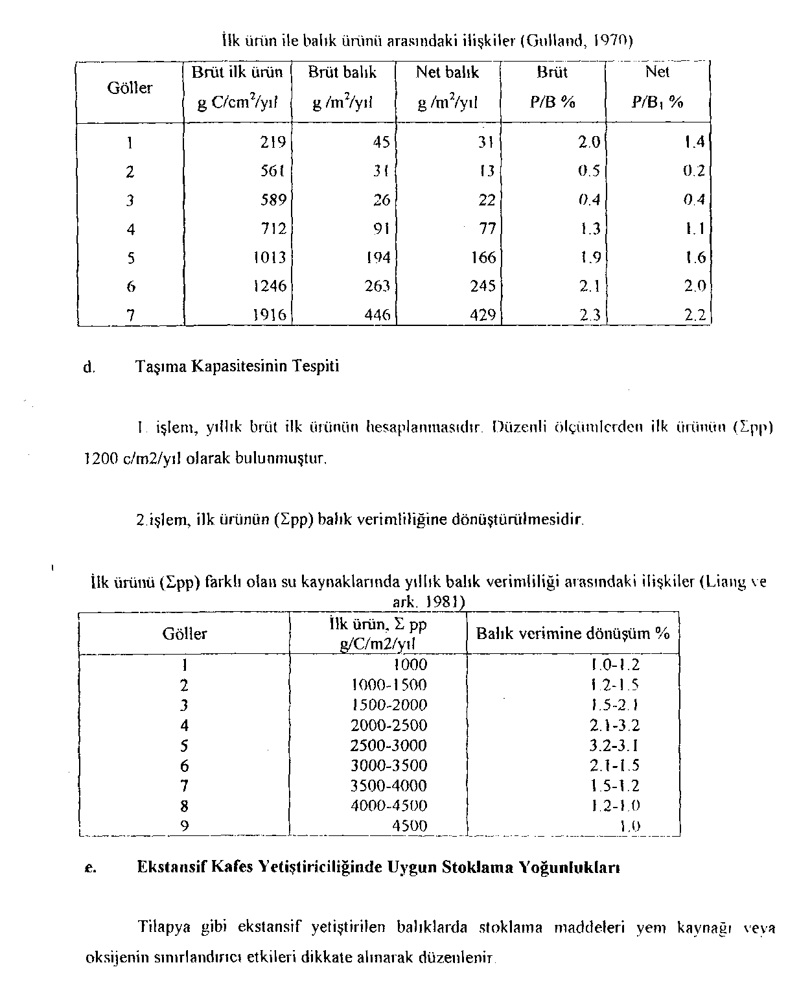 İlk ürün ile balık ürünü arasındaki ilişkiler (Gulland, 1970)
Göller Brüt ilk ürün Brüt balık Net balık Brüt Net
g C/cm²/yıl g /m²/yıl g /m²/yıl P/B % P/B₁ %
1 219 45 31 2.0 1.4
2 561 31 13 0.5 0.2
3 589 26 22 0.4 0.4
4 712 91 77 1.3 1.1
5 1013 194 166 1.9 1.6
6 1246 263 245 2.1 2.0
7 1916 446 429 2.3 2.2
d. Taşıma Kapasitesinin Tespiti
1. işlem, yıllık brüt ilk ürünün hesaplanmasıdır. Düzenli ölçümlerden ilk ürünün (Σpp)
1200 c/m2/yıl olarak bulunmuştur.
2.işlem, ilk ürünün (Σpp) balık verimliliğine dönüştürülmesidir.
İlk ürünü (Σpp) farklı olan su kaynaklarında yıllık balık verimliliği arasındaki ilişkiler (Liang ve
ark. 1981)
Göller İlk ürün, Σ pp Balık verimine dönüşüm %
g/C/m2/yıl
1 1000 1.0-1.2
2 1000-1500 1.2-1.5
3 1500-2000 1.5-2.1
4 2000-2500 2.1-3.2
5 2500-3000 3.2-3.1
6 3000-3500 2.1-1.5
7 3500-4000 1.5-1.2
8 4000-4500 1.2-1.0
9 4500 1.0
e. Ekstansif Kafes Yetiştiriciliğinde Uygun Stoklama Yoğunlukları
Tilapya gibi ekstansif yetiştirilen balıklarda stoklama maddeleri yem kaynağı veya
oksijenin sınırlandırıcı etkileri dikkate alınarak düzenlenir.